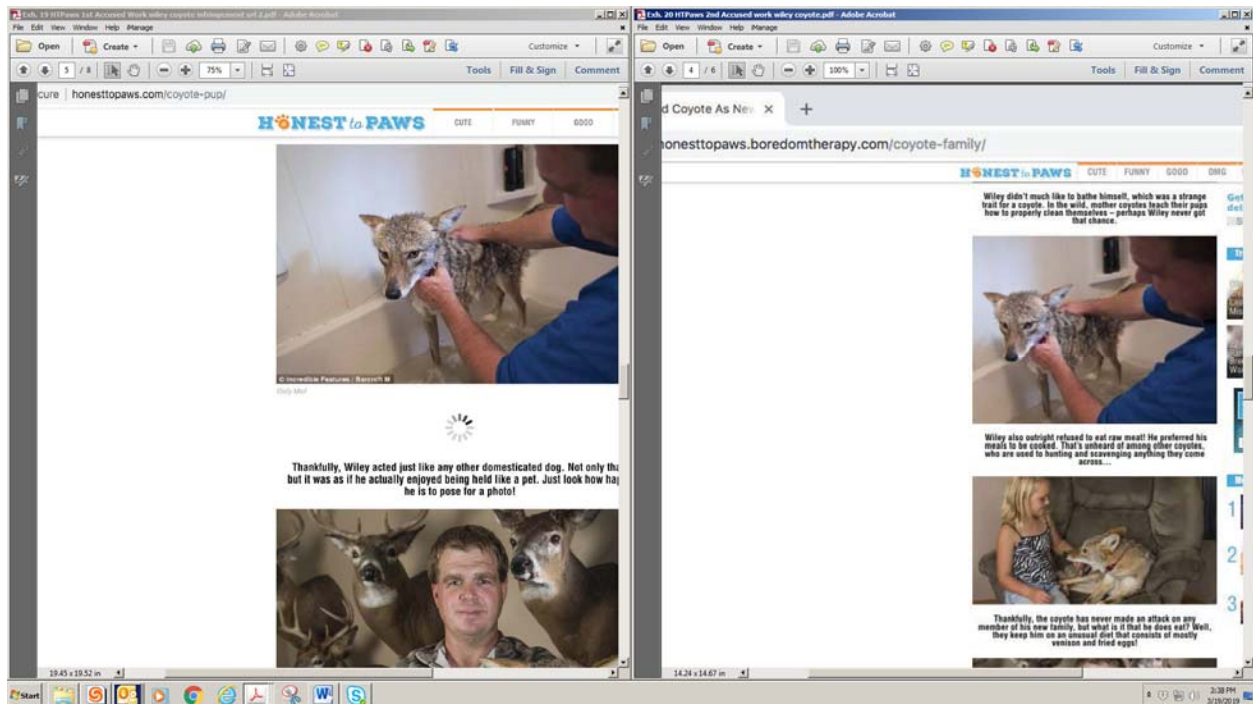 Exh. 19 HTPaws 1st Accused Work wiley coyote infringement url 2.pdf - Adobe Acrobat
File Edit View Window Help Manage
Open Create Customize
5 / 8 75% Tools Fill & Sign Comment
cure | honesttopaws.com/coyote-pup/
HONEST to PAWS CUTE FUNNY GOOD
© Incredible Features / Barcroft M
Daily Mail
Thankfully, Wiley acted just like any other domesticated dog. Not only tha
but it was as if he actually enjoyed being held like a pet. Just look how hap
he is to pose for a photo!
19.45 x 19.52 in
Exh. 20 HTPaws 2nd Accused work wiley coyote.pdf - Adobe Acrobat
File Edit View Window Help Manage
Open Create Customize
4 / 6 100% Tools Fill & Sign Comment
d Coyote As New
honesttopaws.boredomtherapy.com/coyote-family/
HONEST to PAWS CUTE FUNNY GOOD OMG
Wiley didn't much like to bathe himself, which was a strange
trait for a coyote. In the wild, mother coyotes teach their pups
how to properly clean themselves – perhaps Wiley never got
that chance.
Get
del
Tr
Wiley also outright refused to eat raw meat! He preferred his
meals to be cooked. That's unheard of among other coyotes,
who are used to hunting and scavenging anything they come
across...
1
2
3
Thankfully, the coyote has never made an attack on any
member of his new family, but what is it that he does eat? Well,
they keep him on an unusual diet that consists of mostly
venison and fried eggs!
14.24 x 14.67 in
Start
3:38 PM
3/19/2019